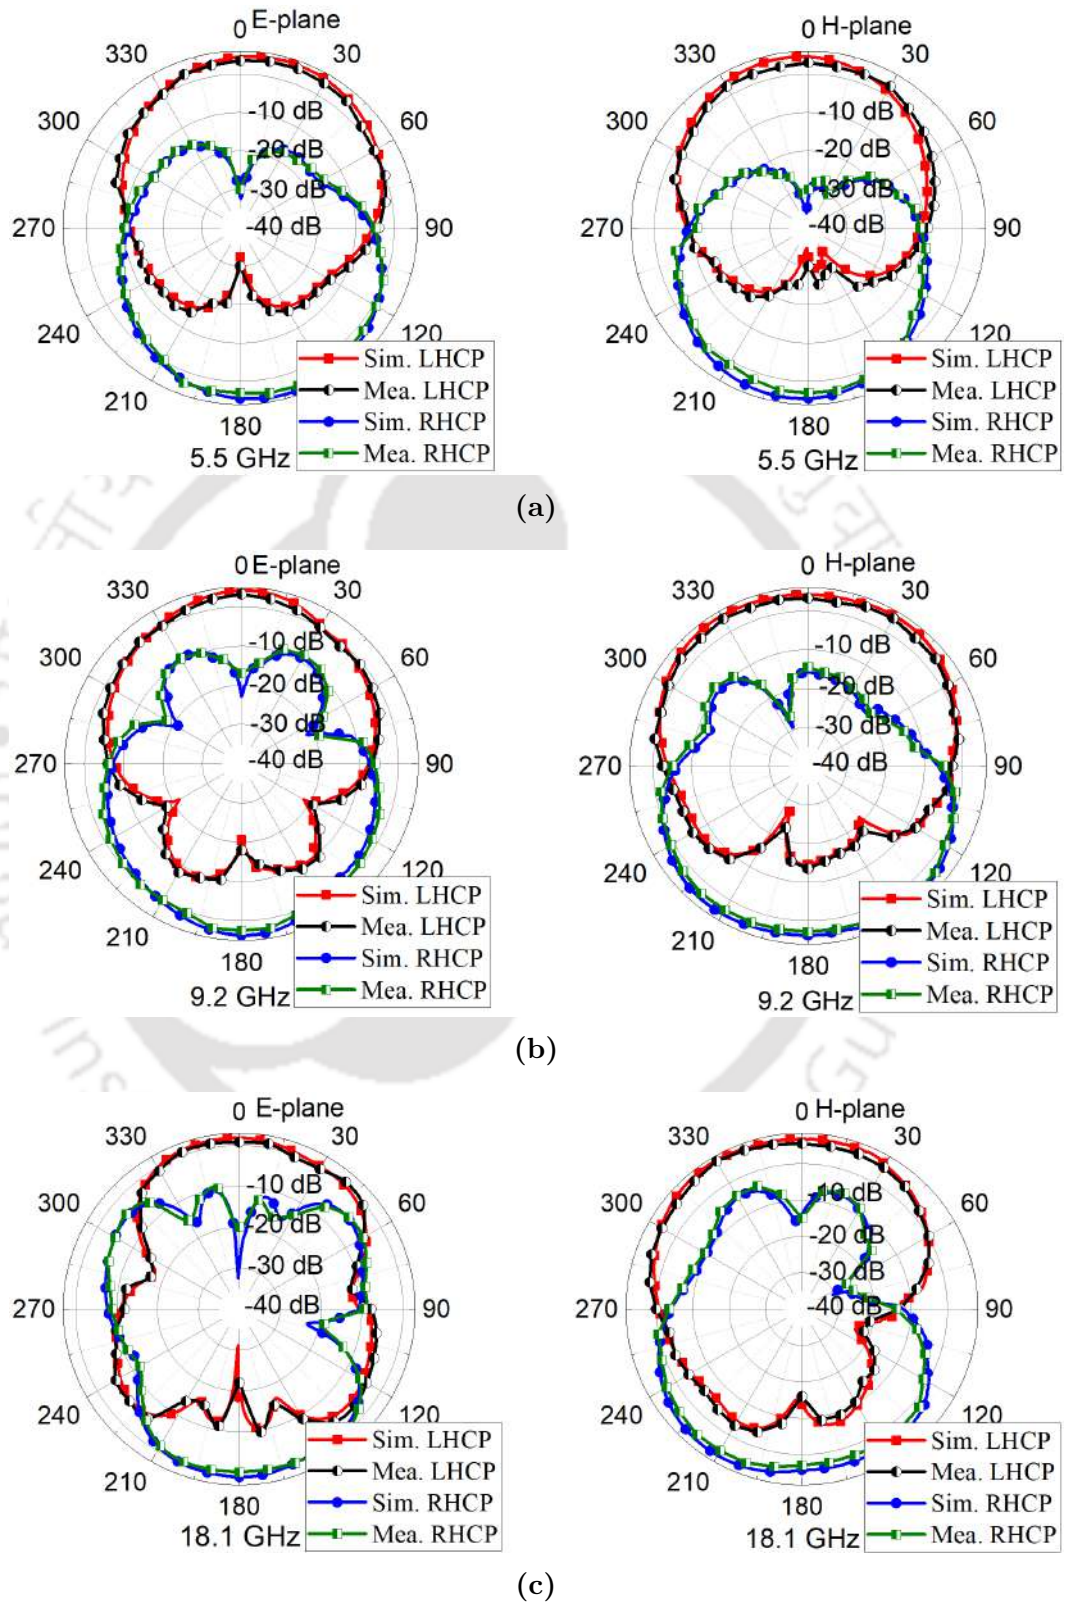 0 E-plane
330 30
-10 dB
300 60
-20 dB
-30 dB
270 -40 dB 90
240 120
210
180
5.5 GHz
Sim. LHCP
Mea. LHCP
Sim. RHCP
Mea. RHCP
0 H-plane
330 30
-10 dB
300 60
-20 dB
-30 dB
270 -40 dB 90
240 120
210
180
5.5 GHz
Sim. LHCP
Mea. LHCP
Sim. RHCP
Mea. RHCP
(a)
0 E-plane
330 30
-10 dB
300 60
-20 dB
-30 dB
270 -40 dB 90
240 120
210
180
9.2 GHz
Sim. LHCP
Mea. LHCP
Sim. RHCP
Mea. RHCP
0 H-plane
330 30
-10 dB
300 60
-20 dB
-30 dB
270 -40 dB 90
240 120
210
180
9.2 GHz
Sim. LHCP
Mea. LHCP
Sim. RHCP
Mea. RHCP
(b)
0 E-plane
330 30
-10 dB
300 60
-20 dB
-30 dB
270 -40 dB 90
240 120
210
180
18.1 GHz
Sim. LHCP
Mea. LHCP
Sim. RHCP
Mea. RHCP
0 H-plane
330 30
-10 dB
300 60
-20 dB
-30 dB
270 -40 dB 90
240 120
210
180
18.1 GHz
Sim. LHCP
Mea. LHCP
Sim. RHCP
Mea. RHCP
(c)